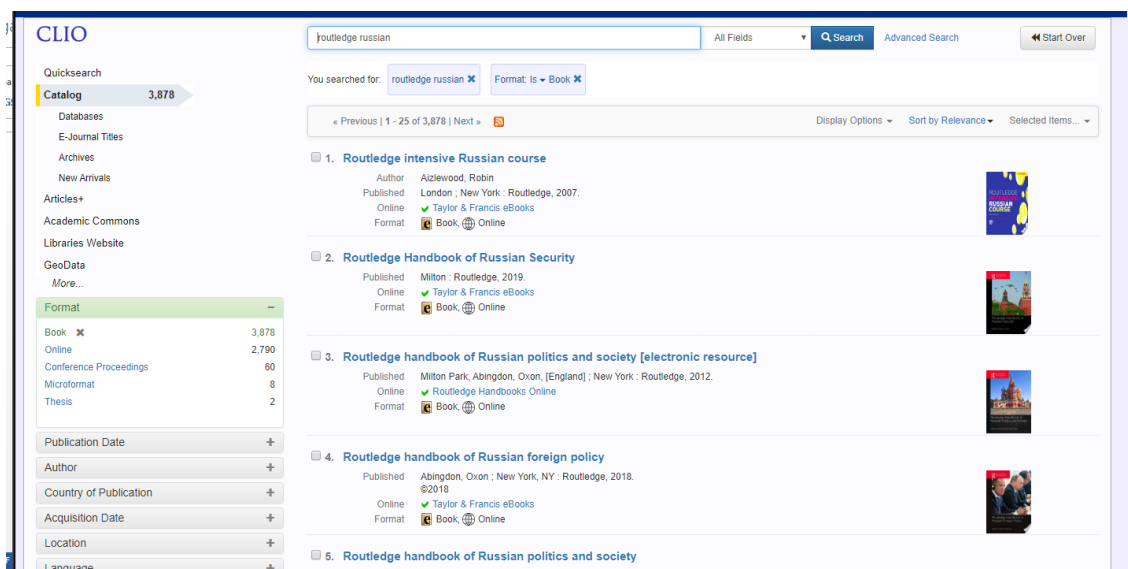 CLIO
routledge russian
All Fields
Search
Advanced Search
Start Over
Quicksearch
Catalog 3,878
Databases
E-Journal Titles
Archives
New Arrivals
Articles+
Academic Commons
Libraries Website
GeoData
More...
Format
Book 3,878
Online 2,790
Conference Proceedings 60
Microformat 8
Thesis 2
Publication Date
Author
Country of Publication
Acquisition Date
Location
Language
You searched for: routledge russian Format: Is Book
« Previous | 1 - 25 of 3,878 | Next »
Display Options Sort by Relevance Selected Items...
1. Routledge intensive Russian course
Author Aizlewood, Robin
Published London ; New York : Routledge, 2007.
Online Taylor & Francis eBooks
Format Book, Online
ROUTLEDGE
INTENSIVE
RUSSIAN
COURSE
2. Routledge Handbook of Russian Security
Published Milton : Routledge, 2019.
Online Taylor & Francis eBooks
Format Book, Online
3. Routledge handbook of Russian politics and society [electronic resource]
Published Milton Park, Abingdon, Oxon, [England] ; New York : Routledge, 2012.
Online Routledge Handbooks Online
Format Book, Online
4. Routledge handbook of Russian foreign policy
Published Abingdon, Oxon ; New York, NY : Routledge, 2018.
©2018
Online Taylor & Francis eBooks
Format Book, Online
5. Routledge handbook of Russian politics and society